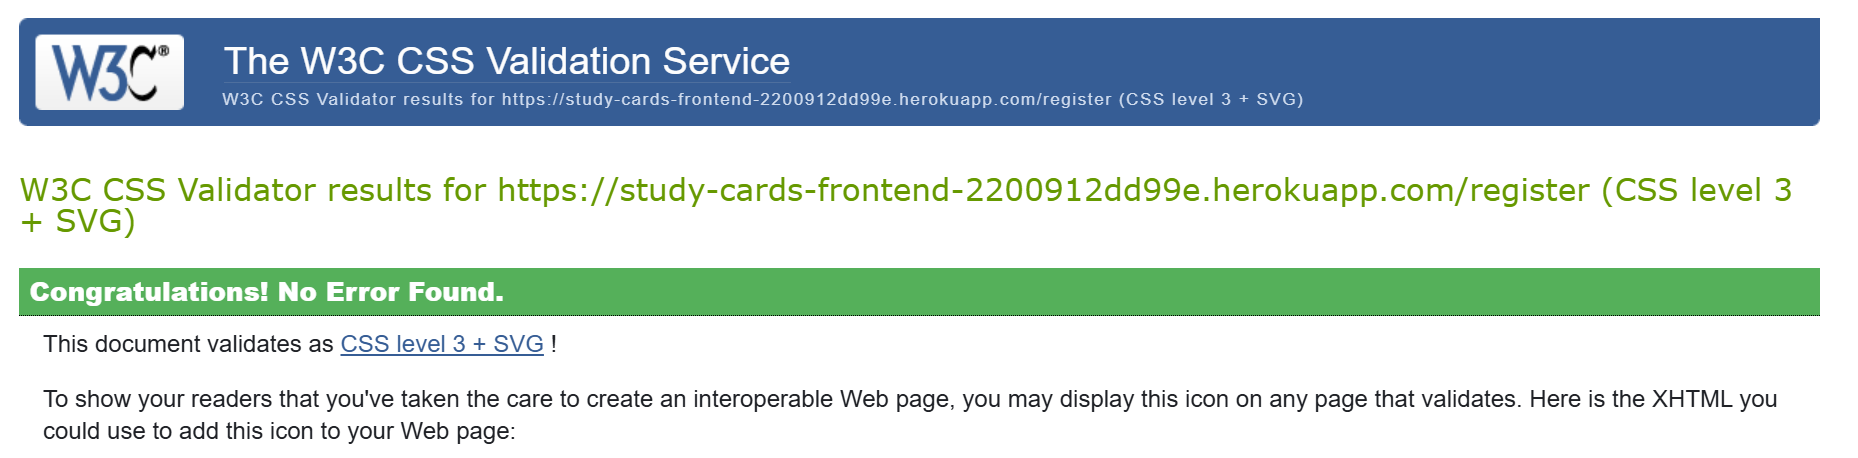 W3C®
The W3C CSS Validation Service
W3C CSS Validator results for https://study-cards-frontend-2200912dd99e.herokuapp.com/register (CSS level 3 + SVG)
W3C CSS Validator results for https://study-cards-frontend-2200912dd99e.herokuapp.com/register (CSS level 3
+ SVG)
Congratulations! No Error Found.
This document validates as CSS level 3 + SVG !
To show your readers that you've taken the care to create an interoperable Web page, you may display this icon on any page that validates. Here is the XHTML you
could use to add this icon to your Web page: